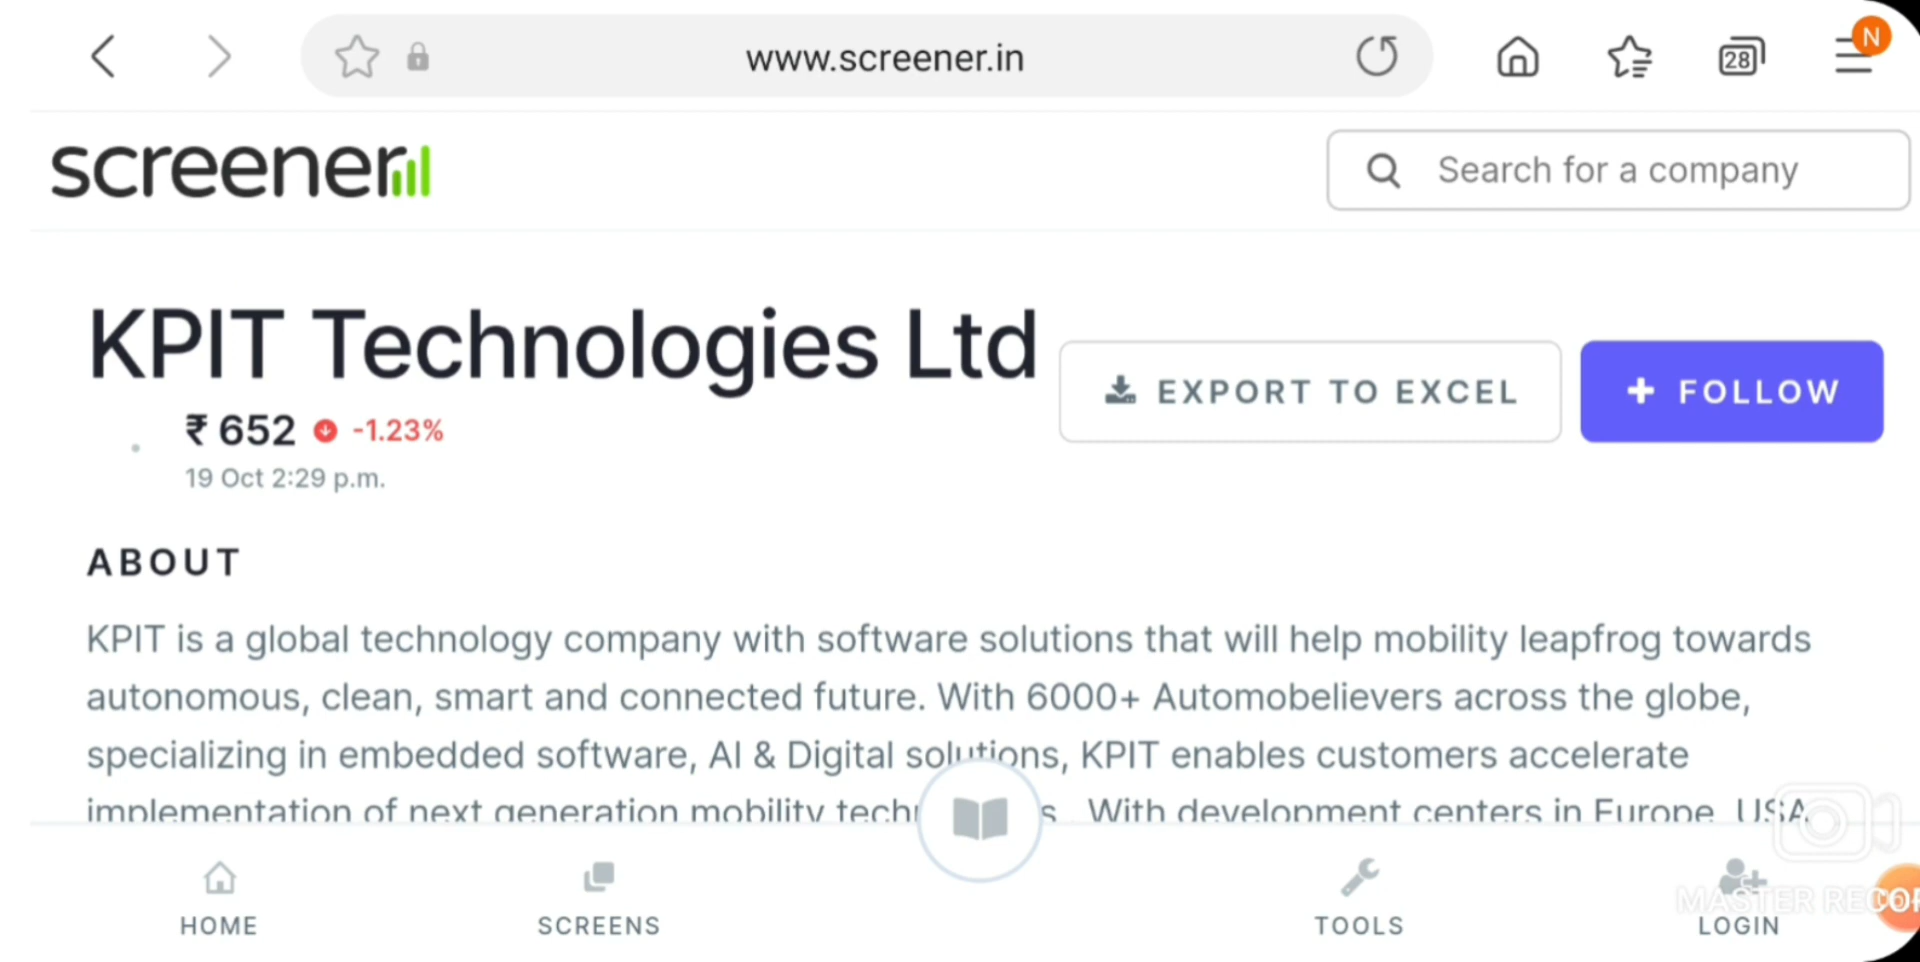 www.screener.in
28
N
screener
Search for a company
KPIT Technologies Ltd
EXPORT TO EXCEL
+ FOLLOW
₹ 652 -1.23%
19 Oct 2:29 p.m.
ABOUT
KPIT is a global technology company with software solutions that will help mobility leapfrog towards
autonomous, clean, smart and connected future. With 6000+ Automobelievers across the globe,
specializing in embedded software, AI & Digital solutions, KPIT enables customers accelerate
implementation of next generation mobility With development centers in Europe, USA
HOME
SCREENS
TOOLS
LOGIN
MASTER